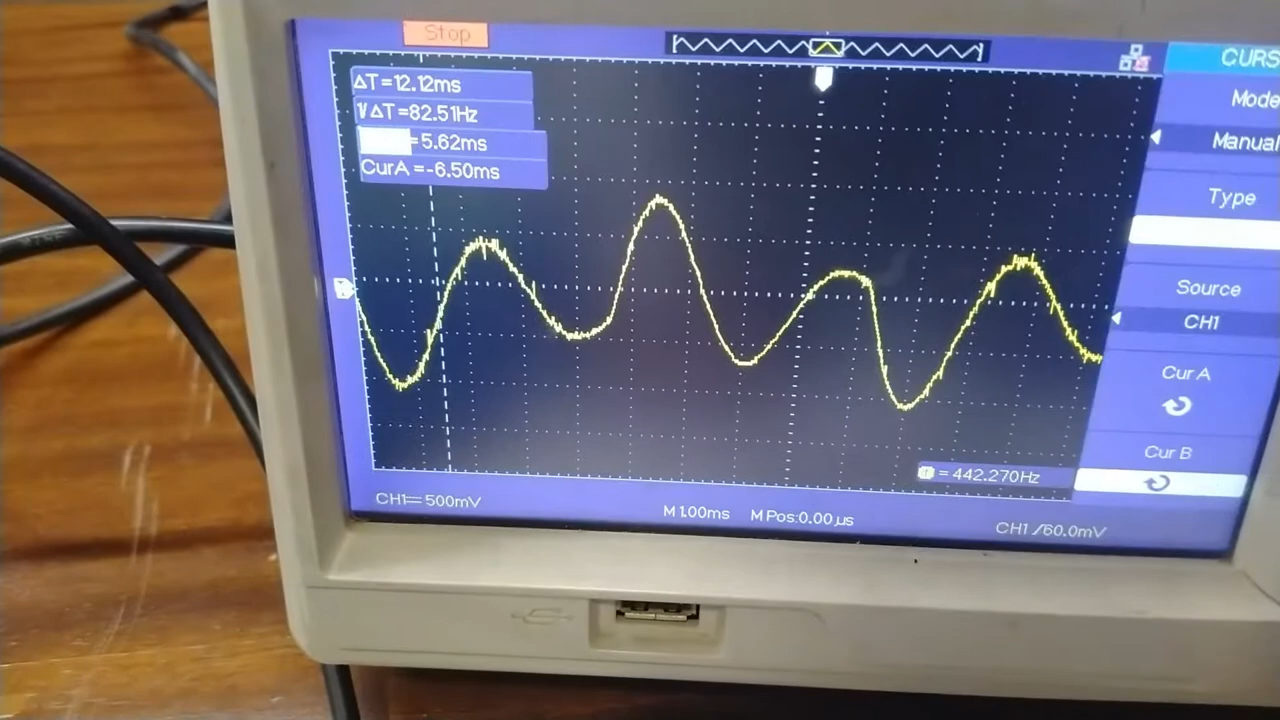 Stop
CURS
ΔT=12.12ms
1/ΔT=82.51Hz
=5.62ms
CurA =-6.50ms
Mode
Manual
Type
Source
CH1
Cur A
Cur B
= 442.270Hz
CH1 500mV
M 1.00ms
M Pos:0.00 µs
CH1 /60.0mV